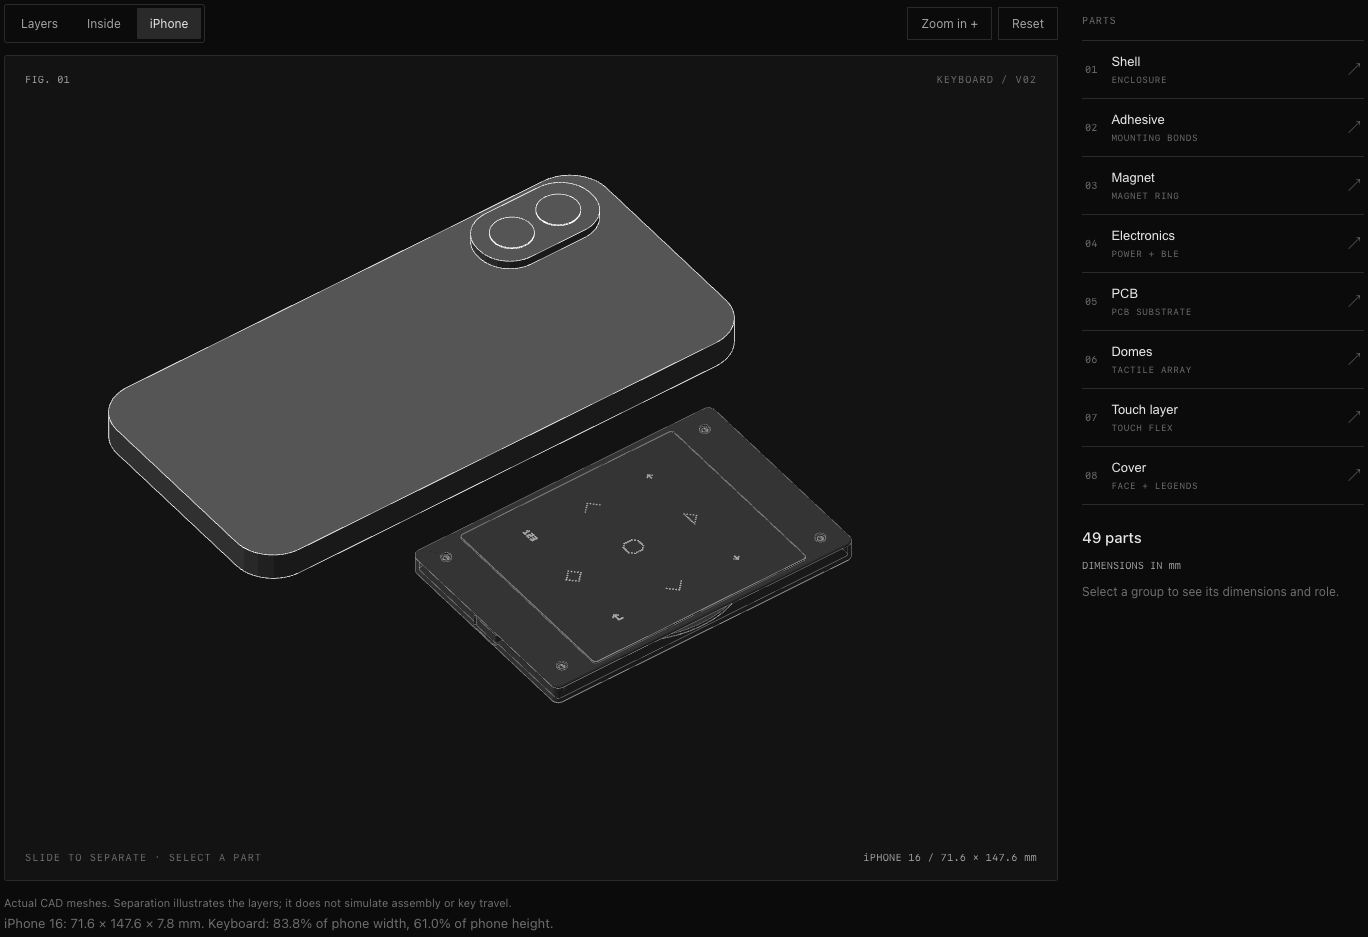 Layers Inside iPhone Zoom in + Reset
FIG. 01 KEYBOARD / V02
123
SLIDE TO SEPARATE · SELECT A PART iPHONE 16 / 71.6 × 147.6 mm
Actual CAD meshes. Separation illustrates the layers; it does not simulate assembly or key travel.
iPhone 16: 71.6 × 147.6 × 7.8 mm. Keyboard: 83.8% of phone width, 61.0% of phone height.
PARTS
01 Shell
ENCLOSURE
02 Adhesive
MOUNTING BONDS
03 Magnet
MAGNET RING
04 Electronics
POWER + BLE
05 PCB
PCB SUBSTRATE
06 Domes
TACTILE ARRAY
07 Touch layer
TOUCH FLEX
08 Cover
FACE + LEGENDS
49 parts
DIMENSIONS IN mm
Select a group to see its dimensions and role.